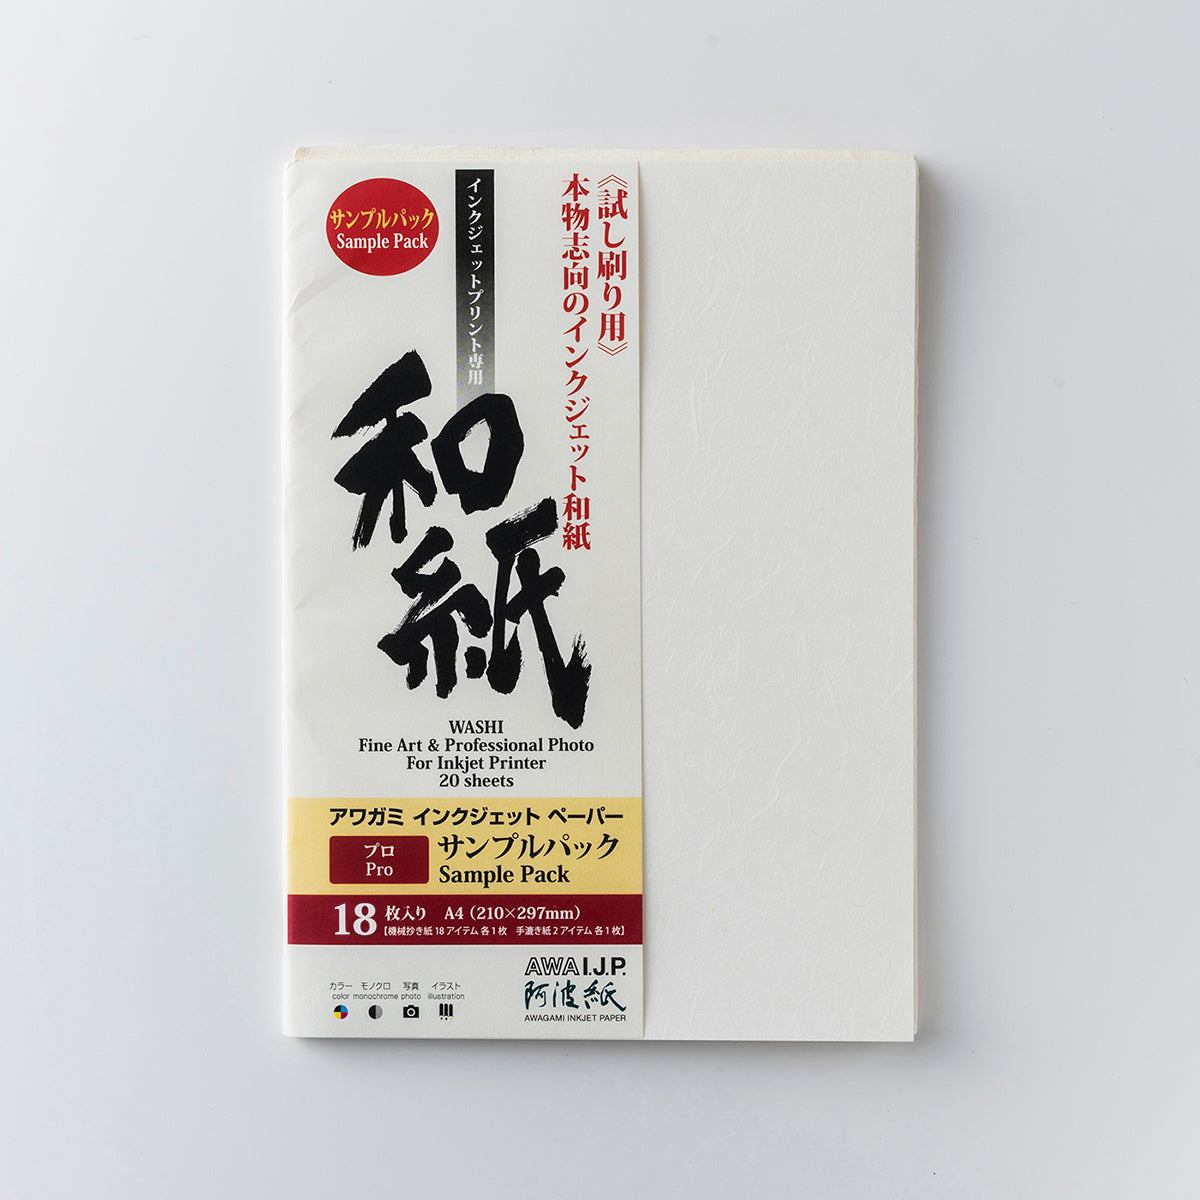 サンプルパック
Sample Pack
インクジェットプリント専用
《試し刷り用》
本物志向のインクジェット和紙
和紙
WASHI
Fine Art & Professional Photo
For Inkjet Printer
20 sheets
アワガミ インクジェット ペーパー
プロ
Pro
サンプルパック
Sample Pack
18枚入り A4(210×297mm)
【機械抄き紙 18 アイテム 各1枚 手漉き紙 2 アイテム 各1枚】
カラー モノクロ 写真 イラスト
color monochrome photo illustration
AWA I.J.P.
阿波紙
AWAGAMI INKJET PAPER